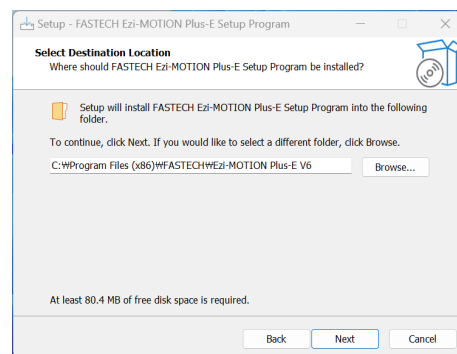 Setup - FASTECH Ezi-MOTION Plus-E Setup Program
Select Destination Location
Where should FASTECH Ezi-MOTION Plus-E Setup Program be installed?
Setup will install FASTECH Ezi-MOTION Plus-E Setup Program into the following
folder.
To continue, click Next. If you would like to select a different folder, click Browse.
C:₩Program Files (x86)₩FASTECH₩Ezi-MOTION Plus-E V6
Browse...
At least 80.4 MB of free disk space is required.
Back
Next
Cancel